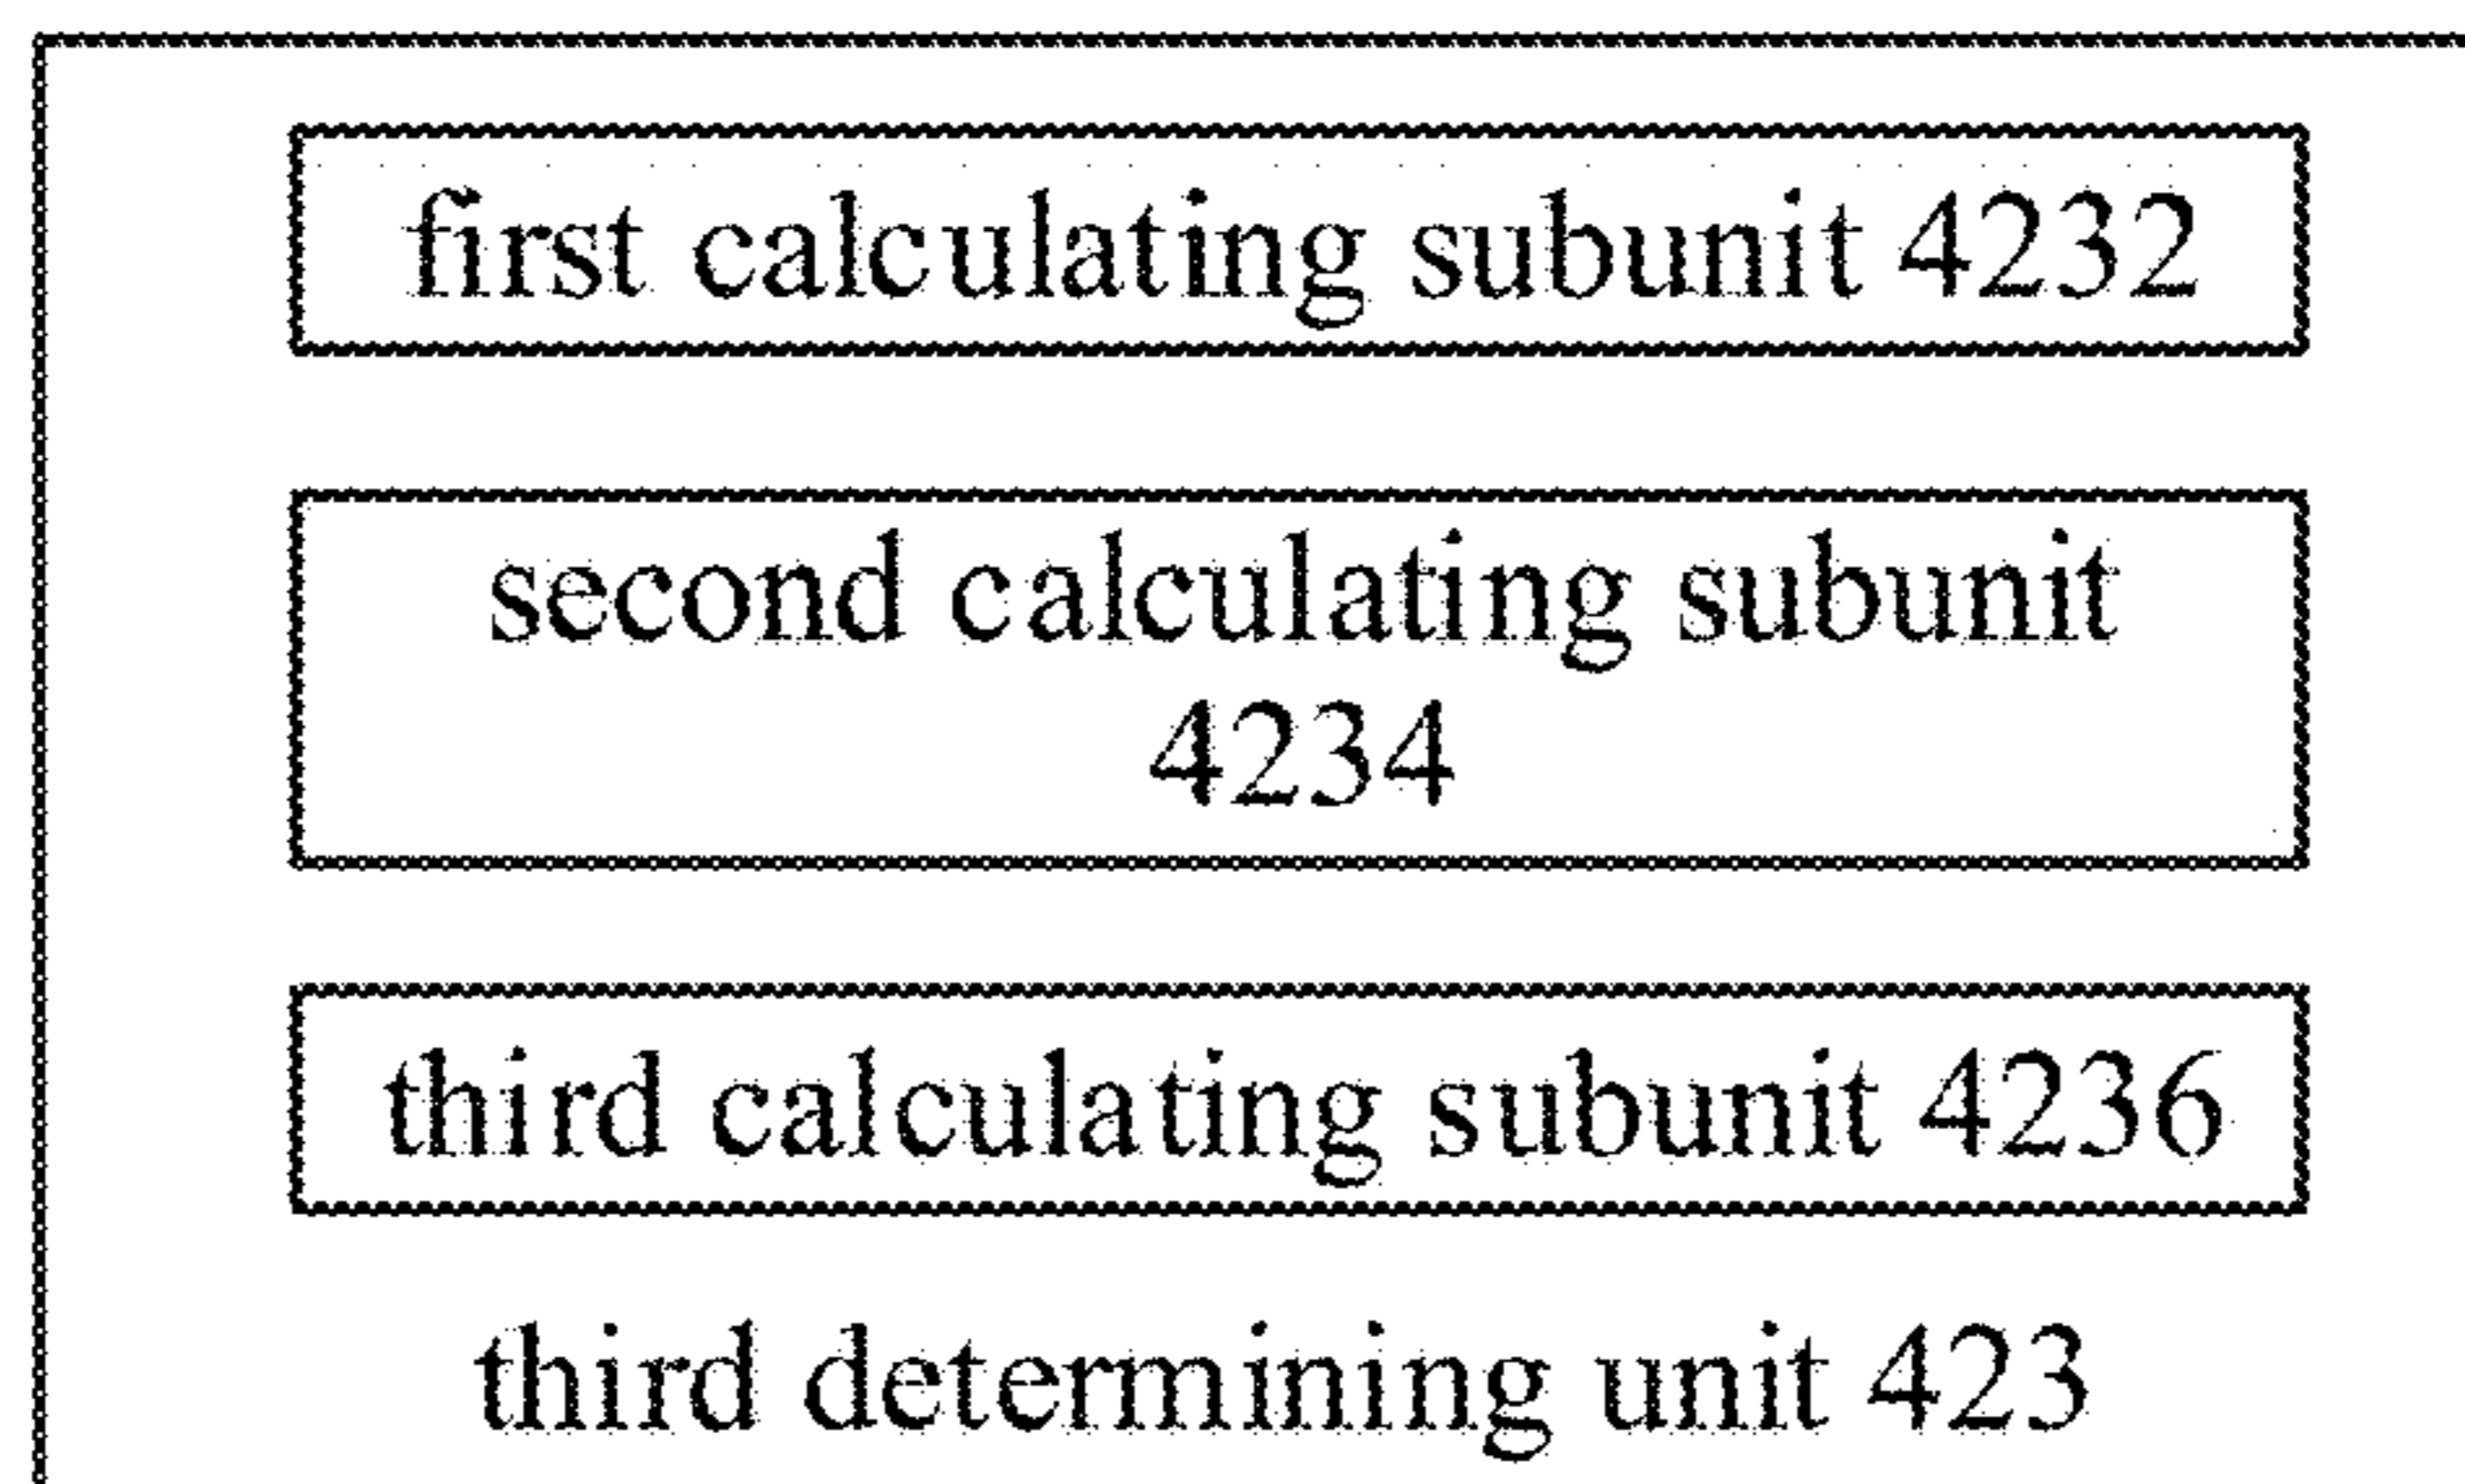 first calculating subunit 4232
second calculating subunit
4234
third calculating subunit 4236
third determining unit 423